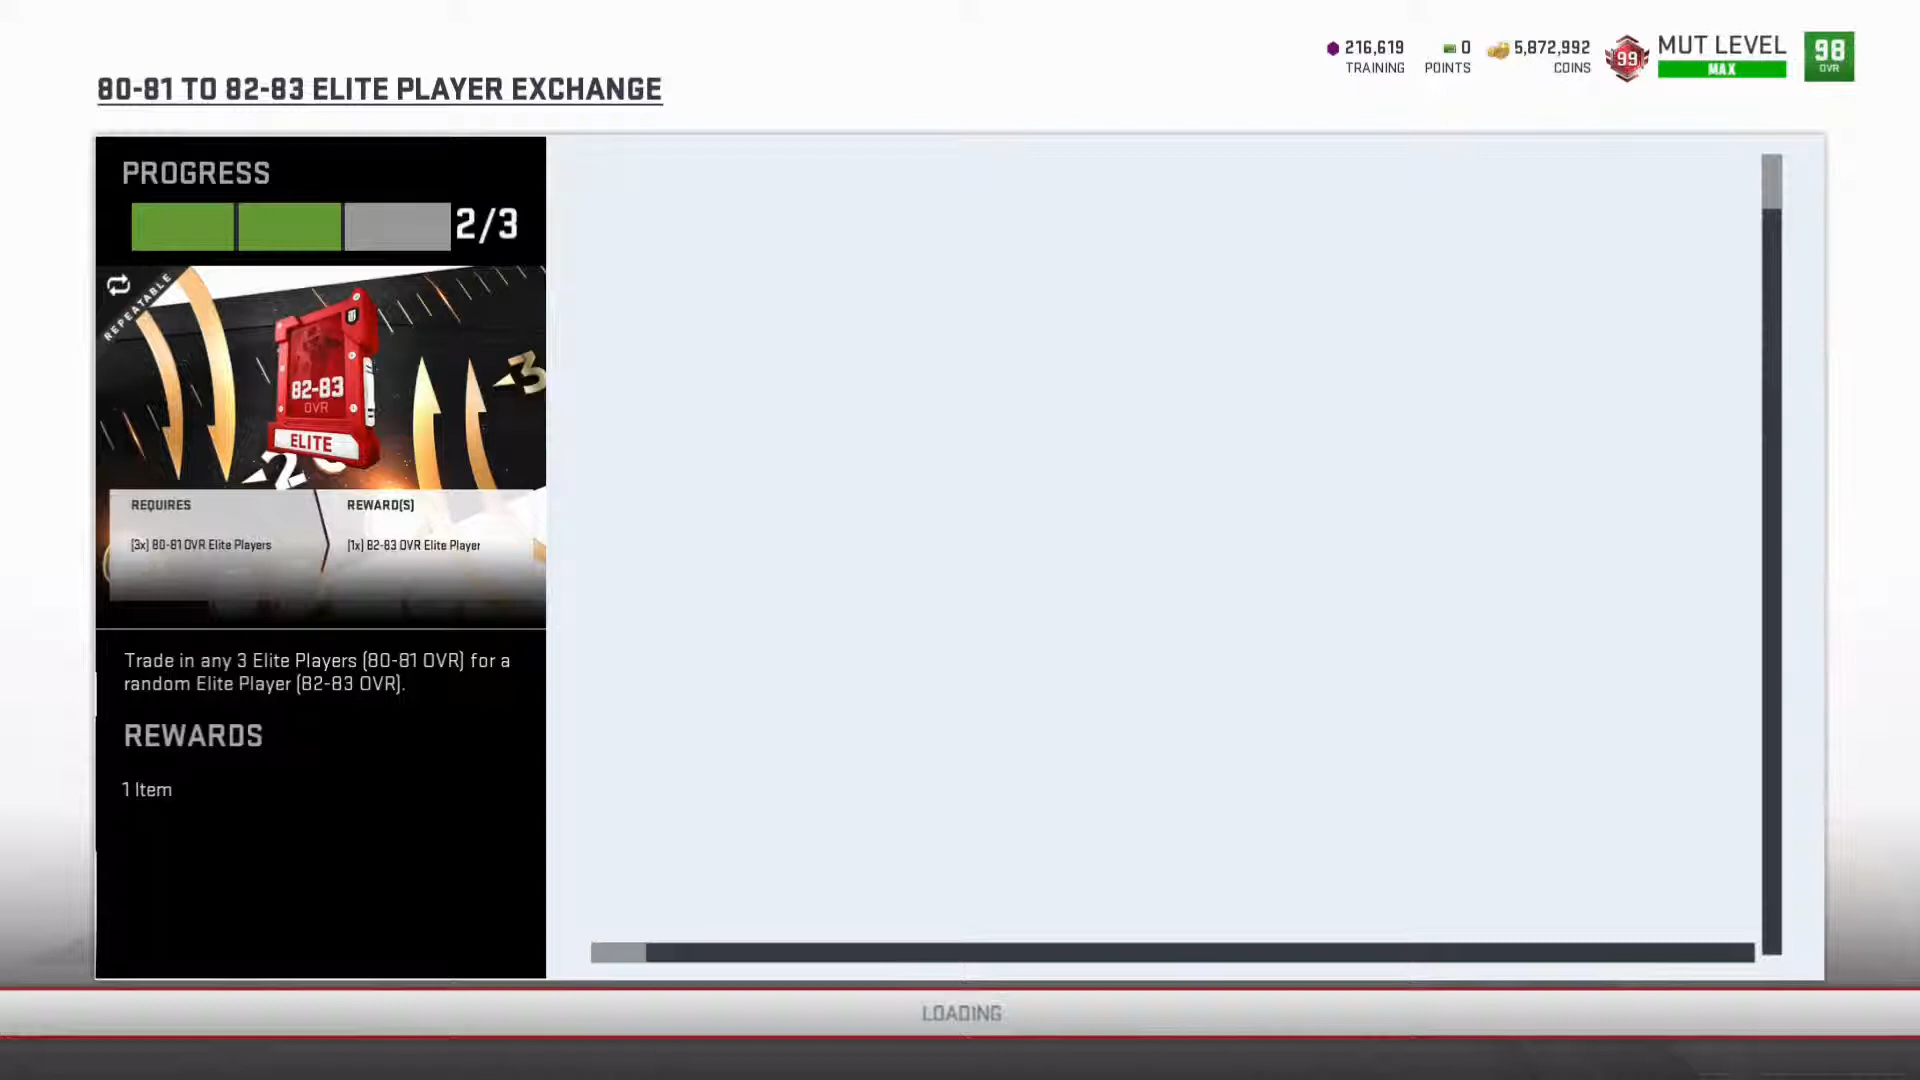 216,619
TRAINING
0
POINTS
5,872,992
COINS
99
MUT LEVEL
MAX
98
OVR
80-81 TO 82-83 ELITE PLAYER EXCHANGE
PROGRESS
2/3
REPEATABLE
3
82-83
OVR
ELITE
2
REQUIRES
REWARD(S)
(3x) 80-81 OVR Elite Players
(1x) 82-83 OVR Elite Player
Trade in any 3 Elite Players (80-81 OVR) for a
random Elite Player (82-83 OVR).
REWARDS
1 Item
LOADING